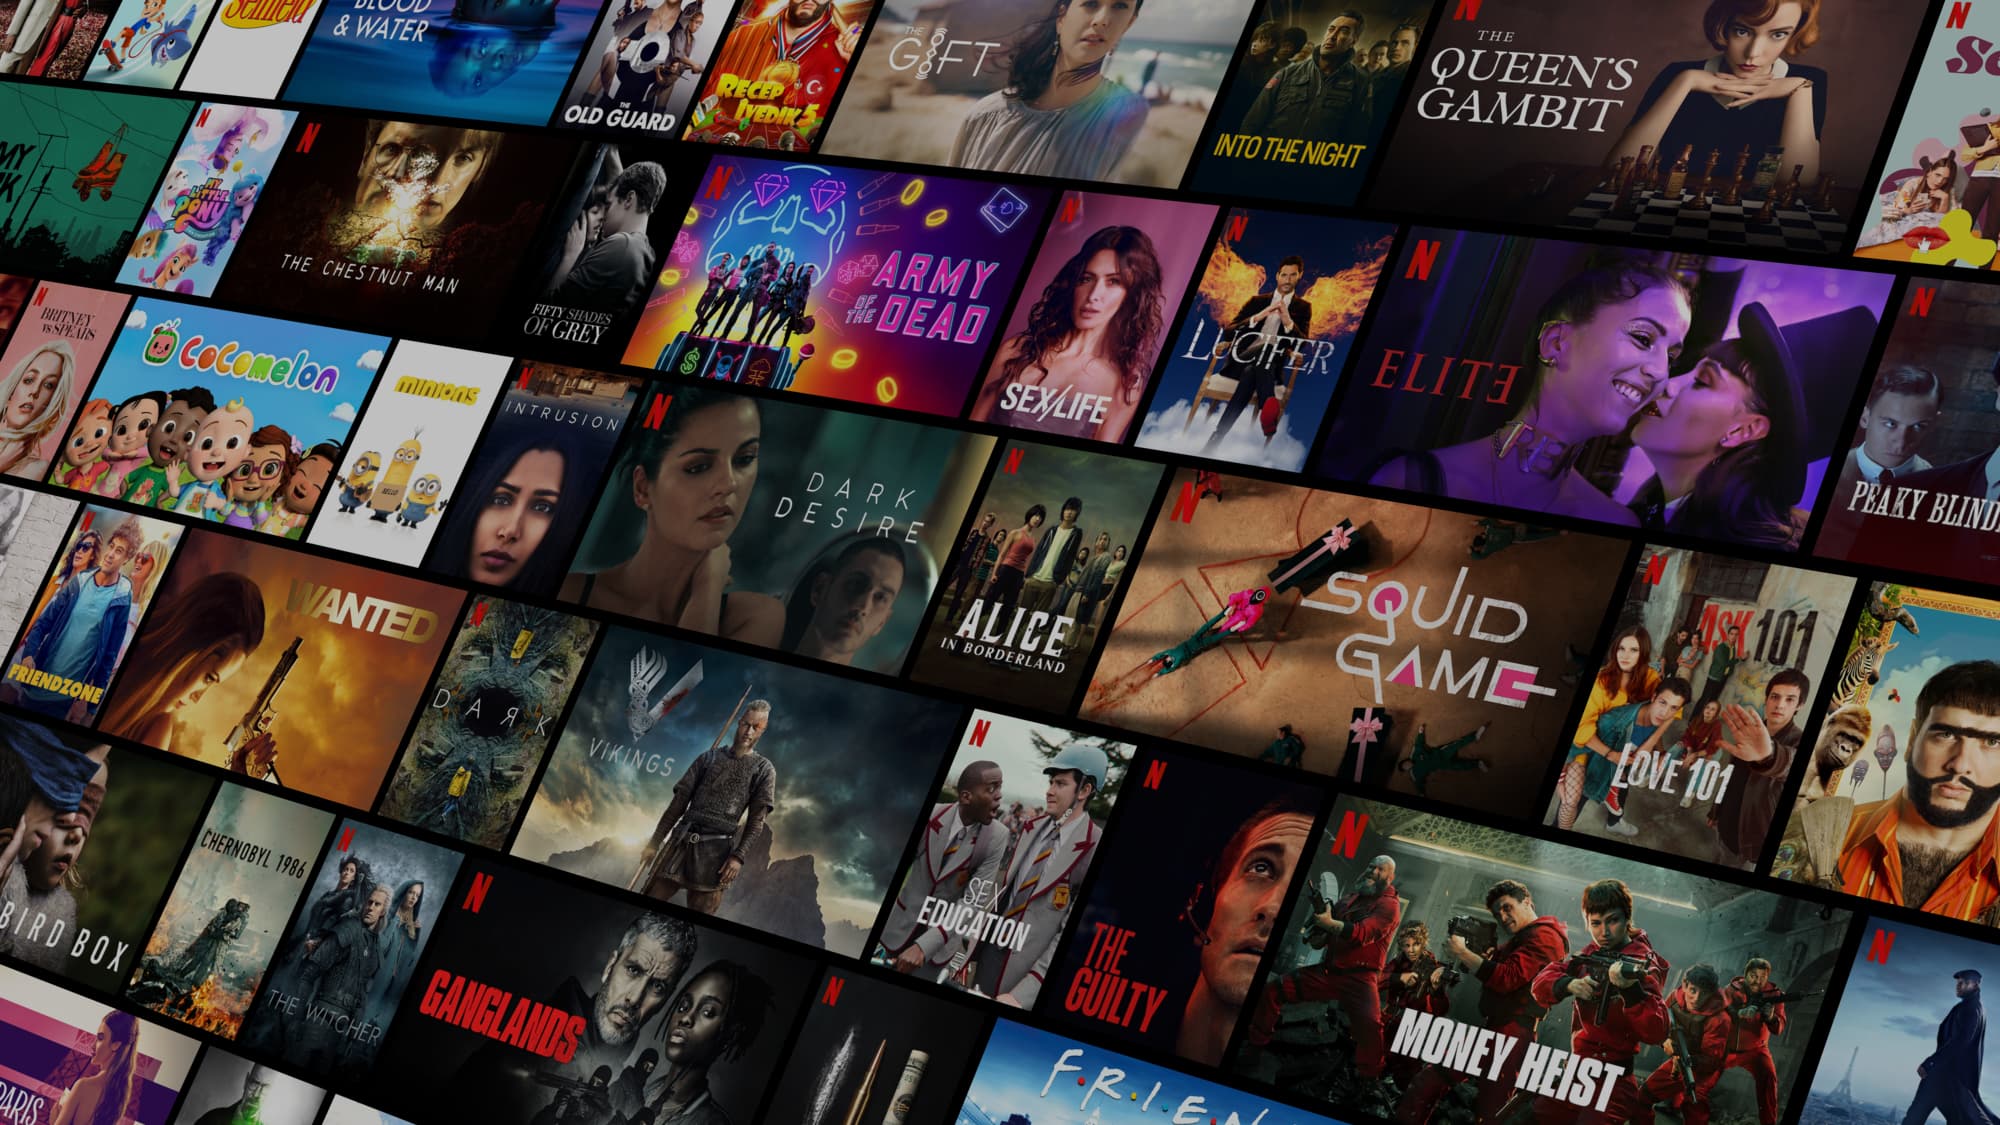 Seinfeld
BLOOD
& WATER
THE
OLD GUARD
RECEP
İVEDİK 5
THE
GIFT
INTO THE NIGHT
THE
QUEEN'S
GAMBIT
MY LITTLE
PONY
THE CHESTNUT MAN
FIFTY SHADES
OF GREY
ARMY
OF THE DEAD
SEX/LIFE
LUCIFER
ELITE
PEAKY BLIND
BRITNEY
VS SPEARS
COCOMELON
minions
BELLO
INTRUSION
DARK
DESIRE
ALICE
IN BORDERLAND
SQUID
GAME
ASK 101
LOVE 101
FRIENDZONE
WANTED
DARK
VIKINGS
SEX
EDUCATION
THE
GUILTY
MONEY HEIST
BIRD BOX
CHERNOBYL 1986
THE WITCHER
GANGLANDS
PARIS
F·R·I·E·N